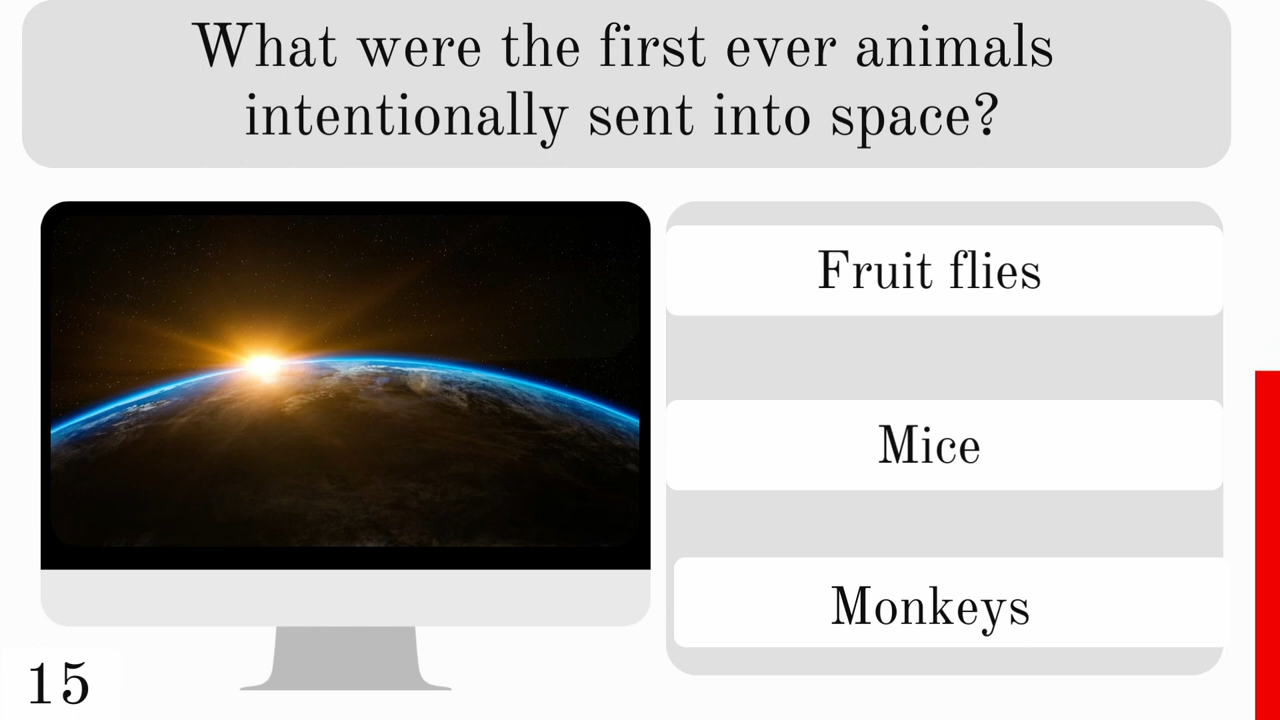 What were the first ever animals
intentionally sent into space?
Fruit flies
Mice
Monkeys
15